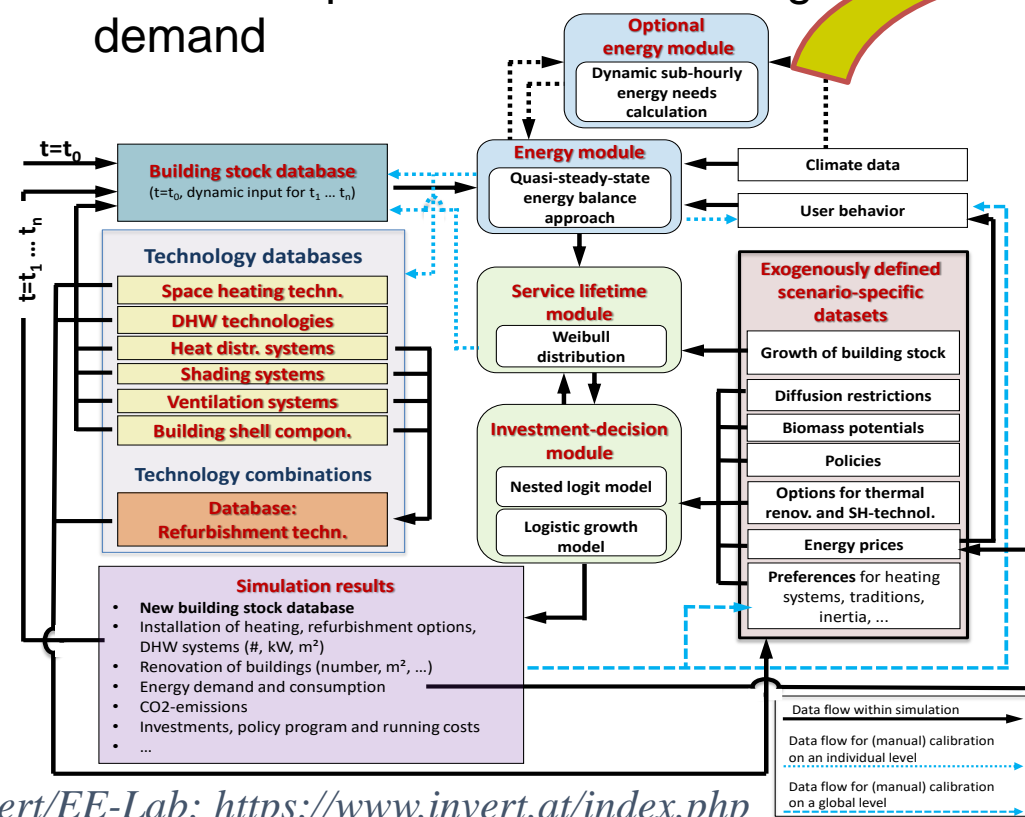 demand
Optional
energy module
Dynamic sub-hourly
energy needs
calculation
t=t0
Building stock database
(t=t0, dynamic input for t1 ... tn)
Energy module
Quasi-steady-state
energy balance
approach
Climate data
User behavior
t=t1 ... tn
Technology databases
Space heating techn.
DHW technologies
Heat distr. systems
Shading systems
Ventilation systems
Building shell compon.
Technology combinations
Database:
Refurbishment techn.
Service lifetime
module
Weibull
distribution
Investment-decision
module
Nested logit model
Logistic growth
model
Exogenously defined
scenario-specific
datasets
Growth of building stock
Diffusion restrictions
Biomass potentials
Policies
Options for thermal
renov. and SH-technol.
Energy prices
Preferences for heating
systems, traditions,
inertia, ...
Simulation results
• New building stock database
• Installation of heating, refurbishment options,
DHW systems (#, kW, m²)
• Renovation of buildings (number, m², ...)
• Energy demand and consumption
• CO2-emissions
• Investments, policy program and running costs
• ...
Data flow within simulation
Data flow for (manual) calibration
on an individual level
Data flow for (manual) calibration
on a global level
ert/EE-Lab: https://www.invert.at/index.php